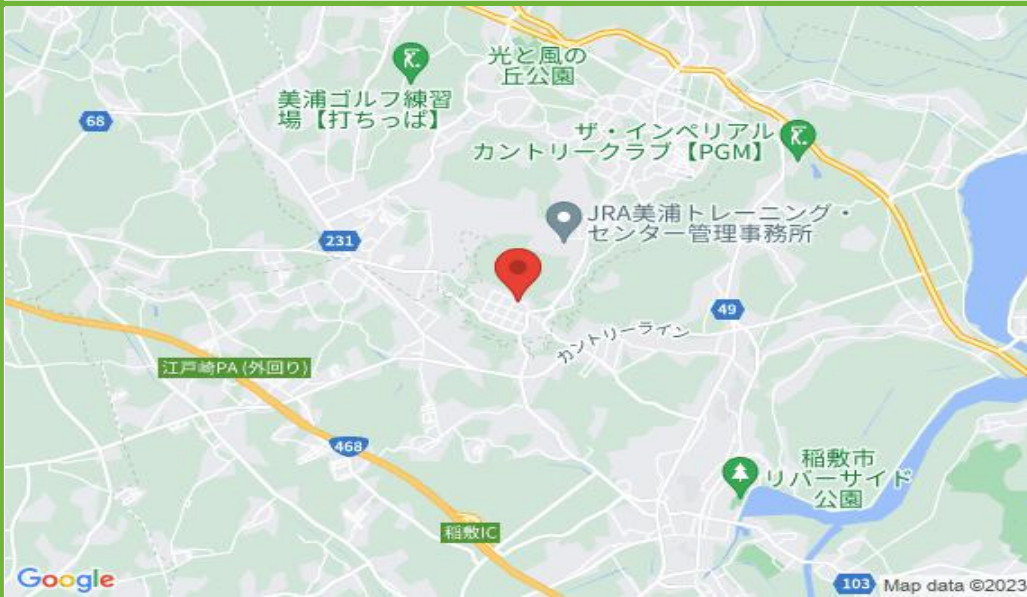 光と風の
丘公園
美浦ゴルフ練習
場【打ちっぱ】
68
ザ・インペリアル
カントリークラブ【PGM】
JRA美浦トレーニング・
センター管理事務所
231
49
カントリーライン
江戸崎PA (外回り)
468
稲敷市
リバーサイド
公園
稲敷IC
Google
103
Map data ©2023